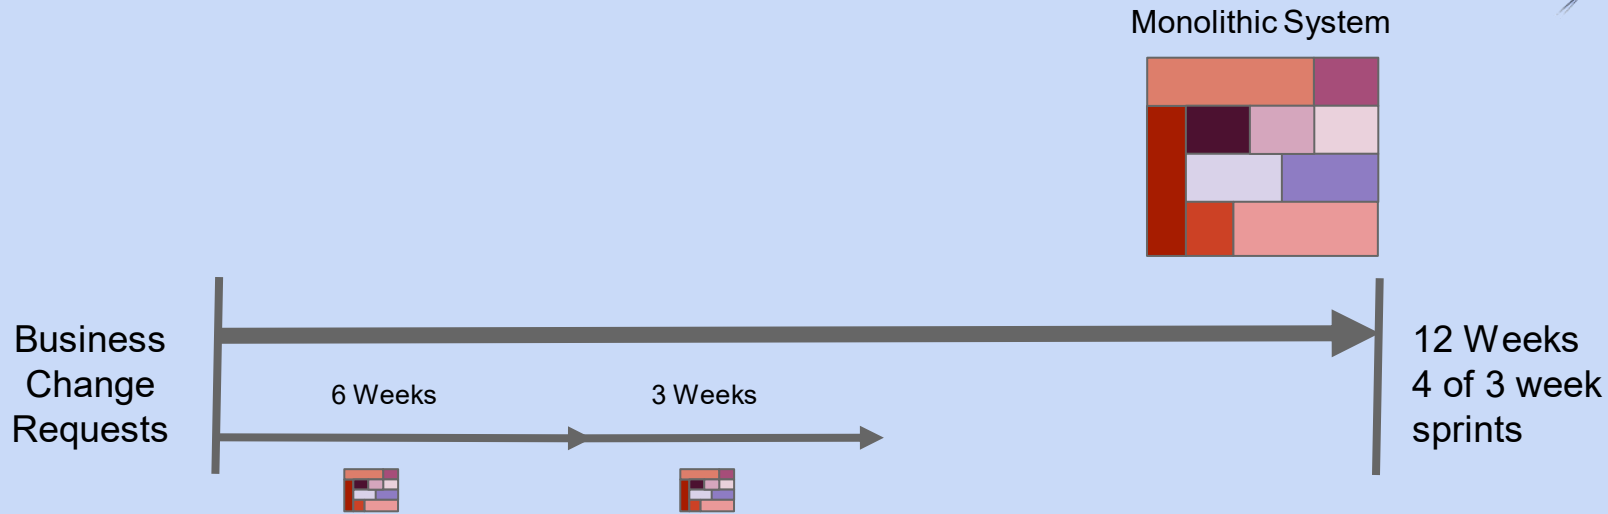 Monolithic System
Business
Change
Requests
6 Weeks
3 Weeks
12 Weeks
4 of 3 week
sprints